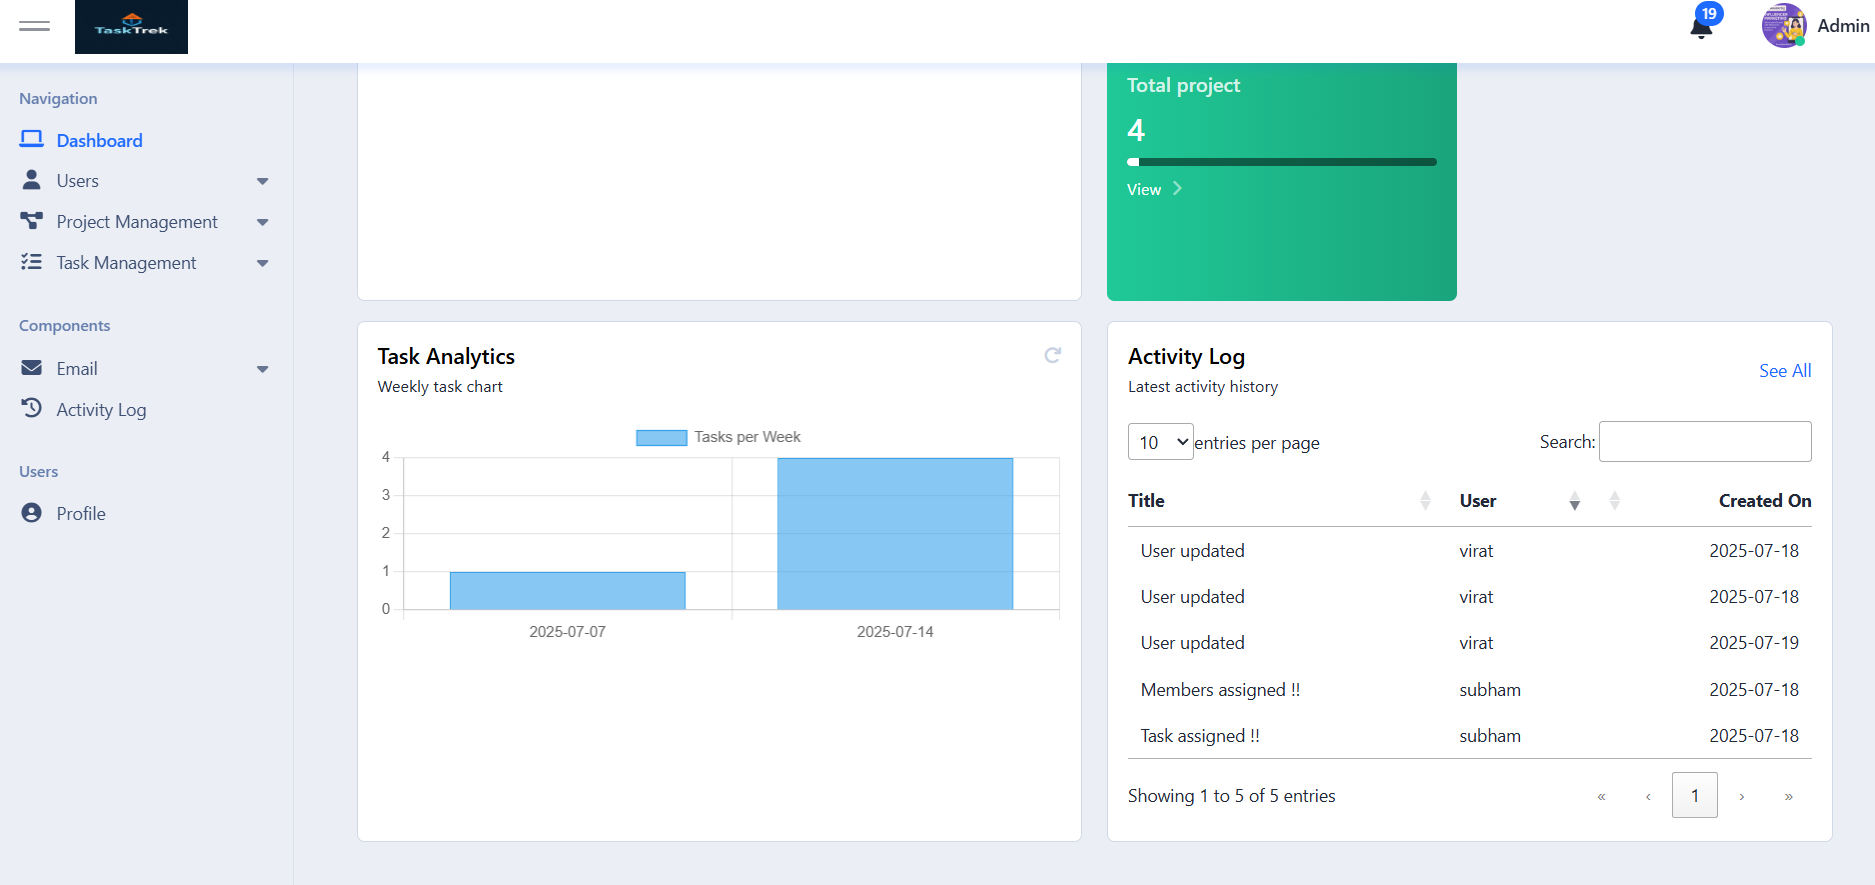 TaskTrek
19
Admin
Navigation
Dashboard
Users
Project Management
Task Management
Components
Email
Activity Log
Users
Profile
Total project
4
View
Task Analytics
Weekly task chart
Tasks per Week
4
3
2
1
0
2025-07-07 2025-07-14
Activity Log
Latest activity history
See All
10 entries per page Search:
Title User Created On
User updated virat 2025-07-18
User updated virat 2025-07-18
User updated virat 2025-07-19
Members assigned !! subham 2025-07-18
Task assigned !! subham 2025-07-18
Showing 1 to 5 of 5 entries « ‹ 1 › »